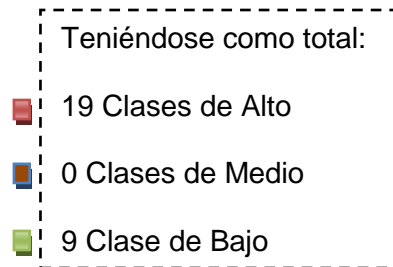 Teniéndose como total:
19 Clases de Alto
0 Clases de Medio
9 Clase de Bajo